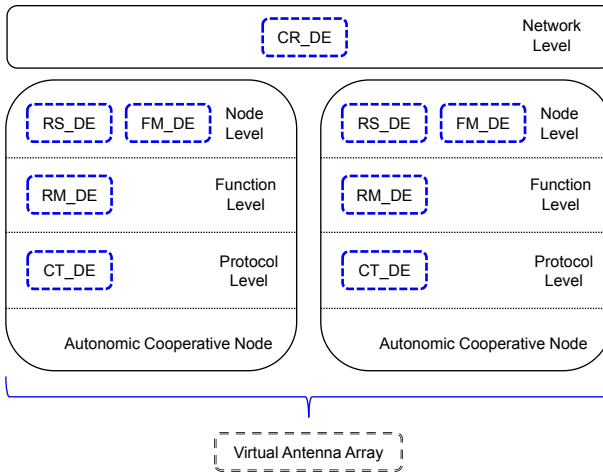 CR_DE
Network
Level
RS_DE
FM_DE
Node
Level
RM_DE
Function
Level
CT_DE
Protocol
Level
Autonomic Cooperative Node
RS_DE
FM_DE
Node
Level
RM_DE
Function
Level
CT_DE
Protocol
Level
Autonomic Cooperative Node
Virtual Antenna Array